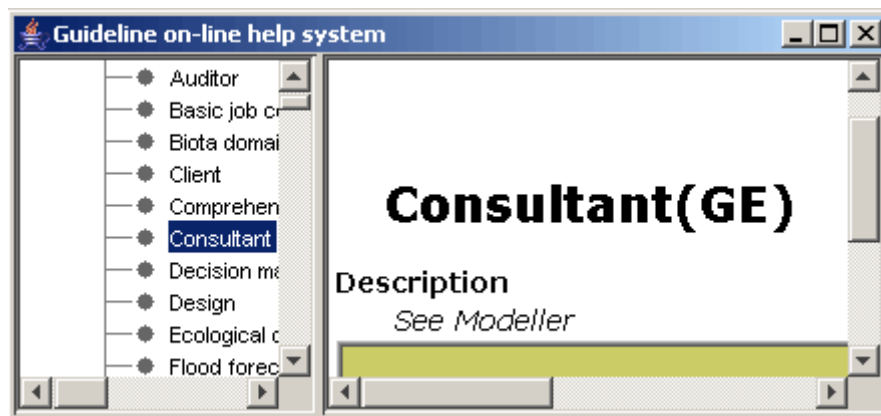 Guideline on-line help system
Auditor
Basic job c
Biota domai
Client
Comprehen
Consultant
Decision ma
Design
Ecological c
Flood forec
Consultant(GE)
Description
See Modeller